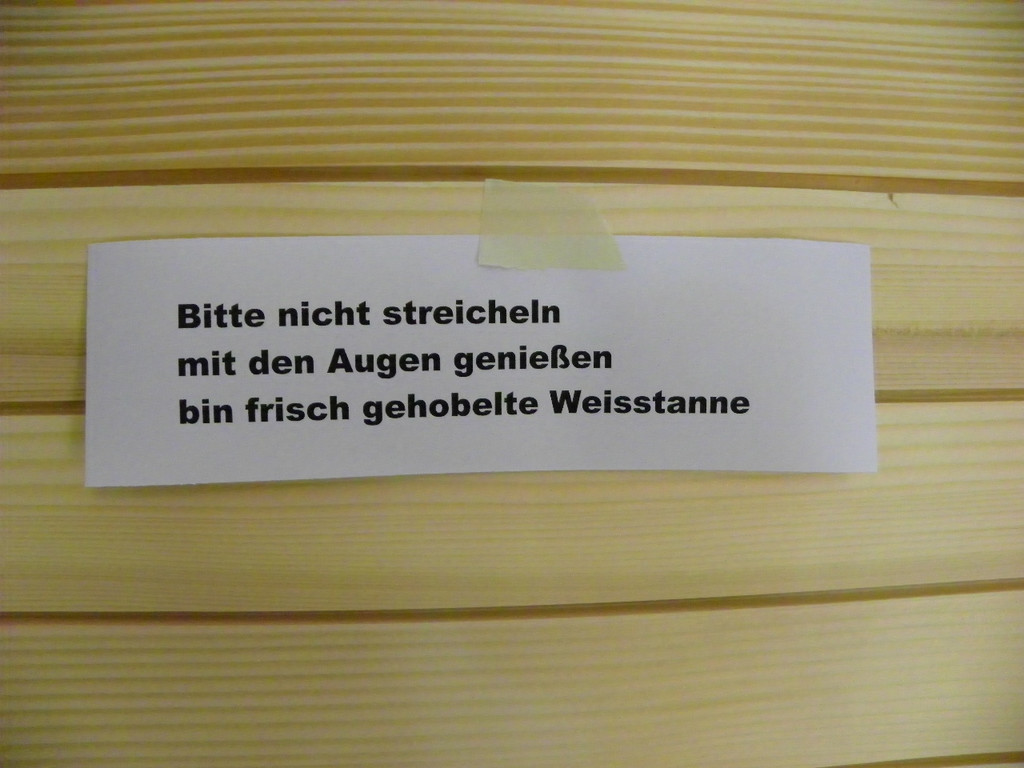 Bitte nicht streicheln
mit den Augen genießen
bin frisch gehobelte Weisstanne